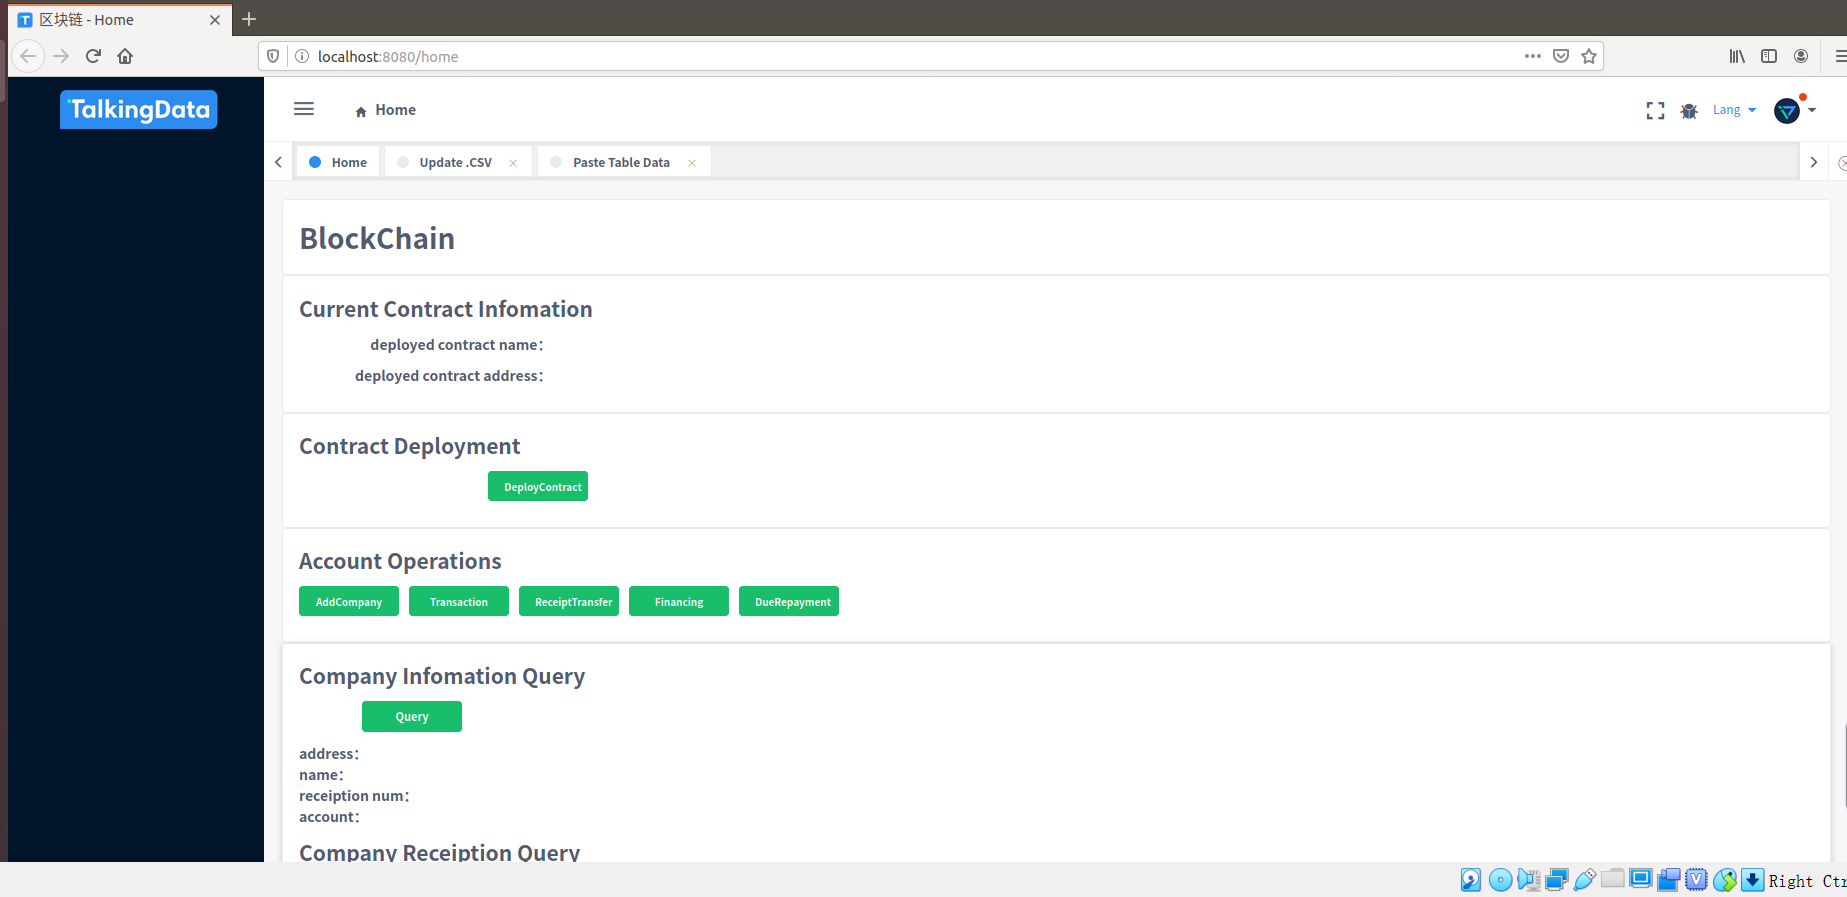 区块链 - Home
localhost:8080/home
TalkingData
Home
Lang
Home
Update .CSV
Paste Table Data
BlockChain
Current Contract Infomation
deployed contract name：
deployed contract address：
Contract Deployment
DeployContract
Account Operations
AddCompany Transaction ReceiptTransfer Financing DueRepayment
Company Infomation Query
Query
address：
name：
receiption num：
account：
Company Receiption Query
Right Ctr